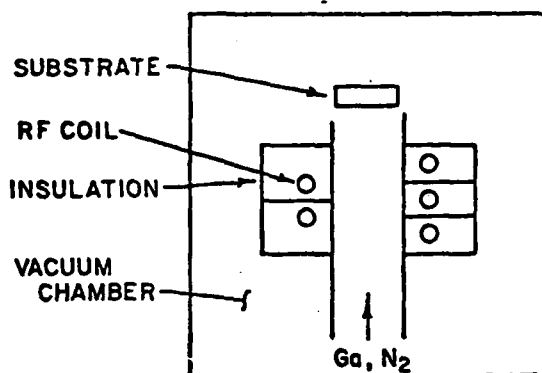 SUBSTRATE
RF COIL
INSULATION
VACUUM
CHAMBER
Ga, N₂